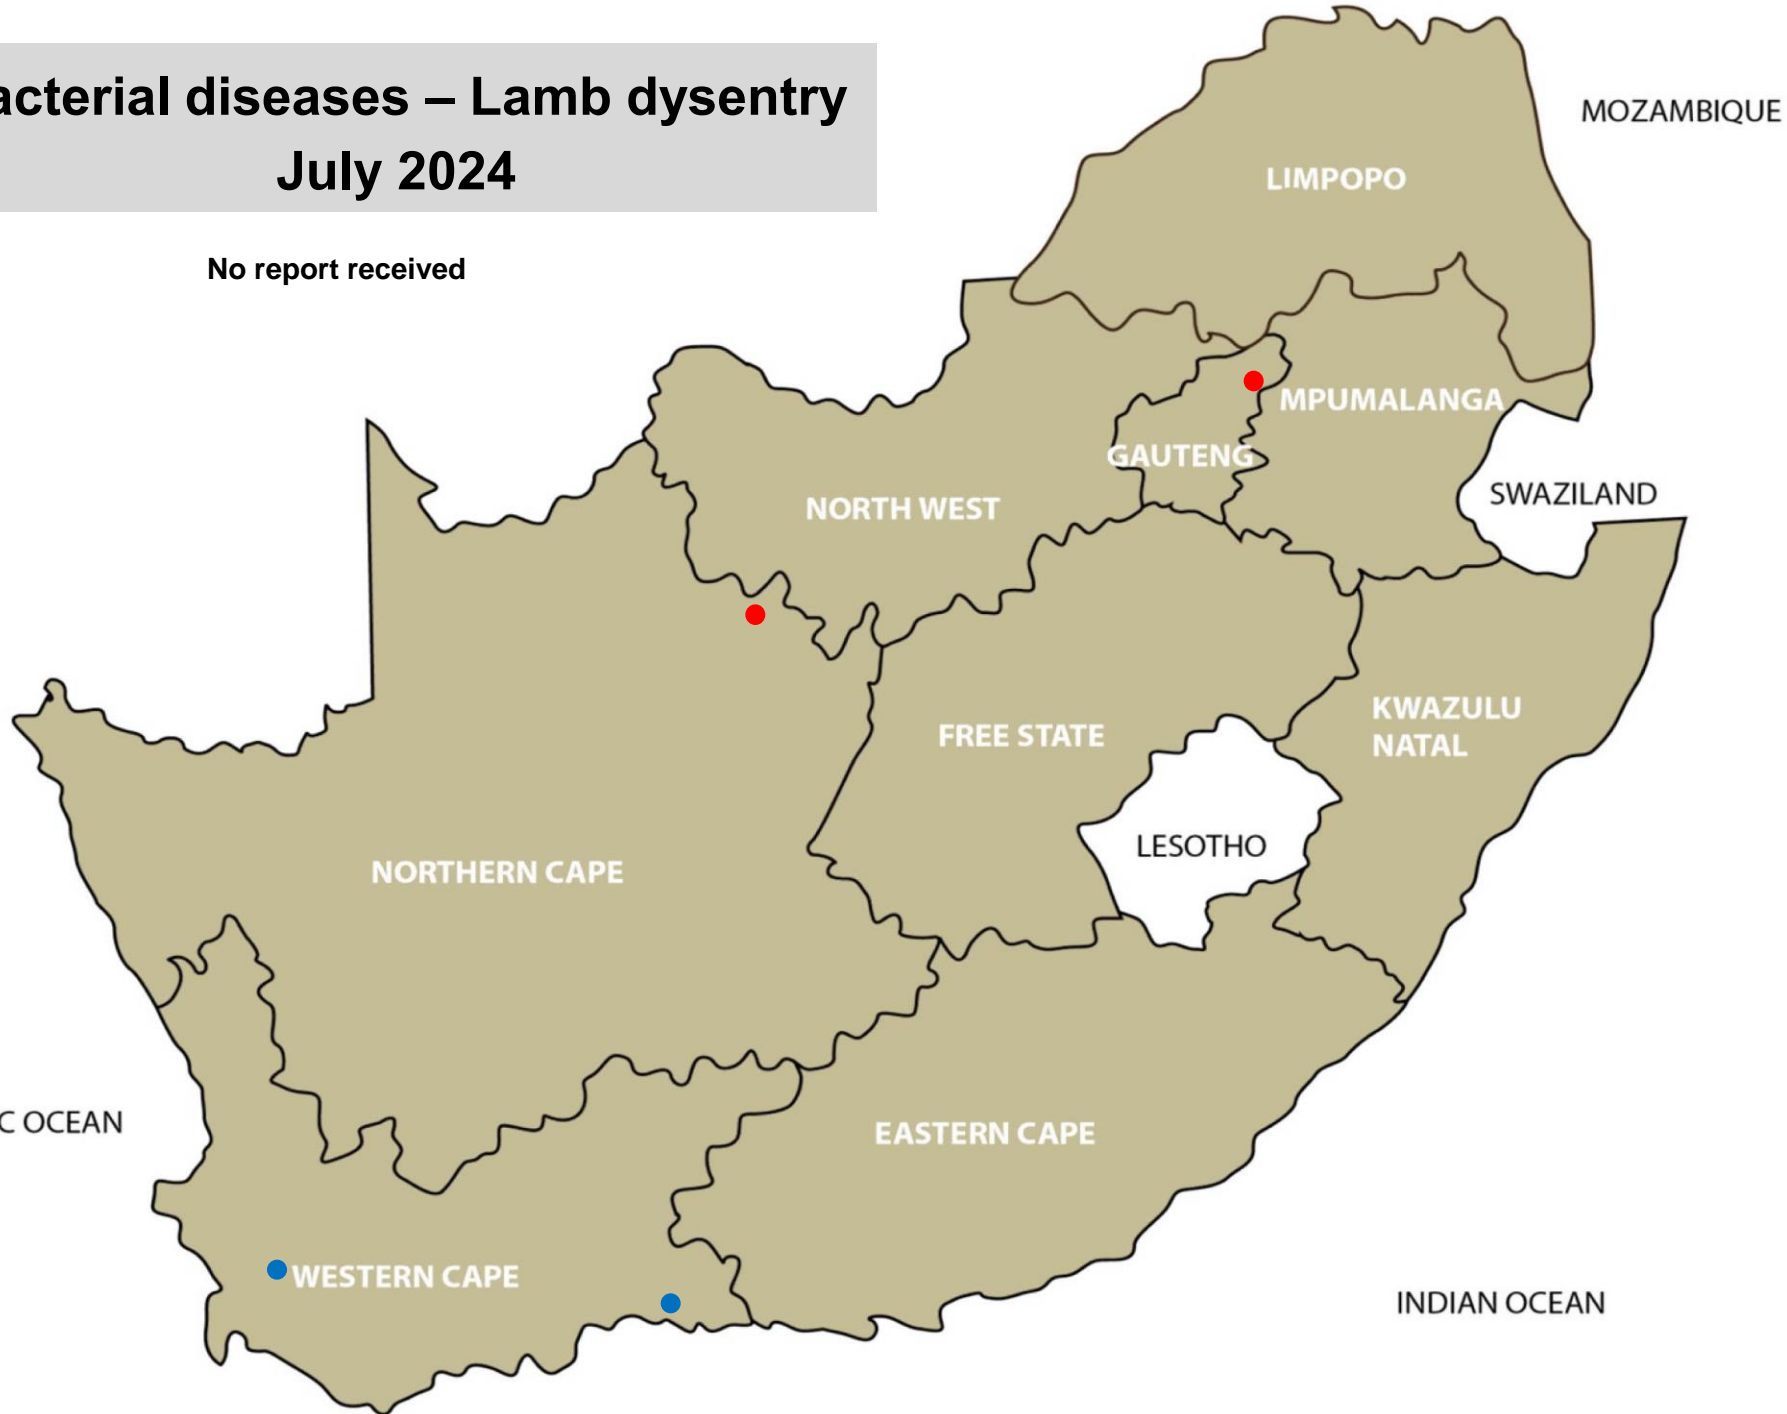 acterial diseases – Lamb dysentry
July 2024
No report received
MOZAMBIQUE
LIMPOPO
MPUMALANGA
GAUTENG
SWAZILAND
NORTH WEST
KWAZULU
NATAL
FREE STATE
LESOTHO
NORTHERN CAPE
C OCEAN
EASTERN CAPE
WESTERN CAPE
INDIAN OCEAN